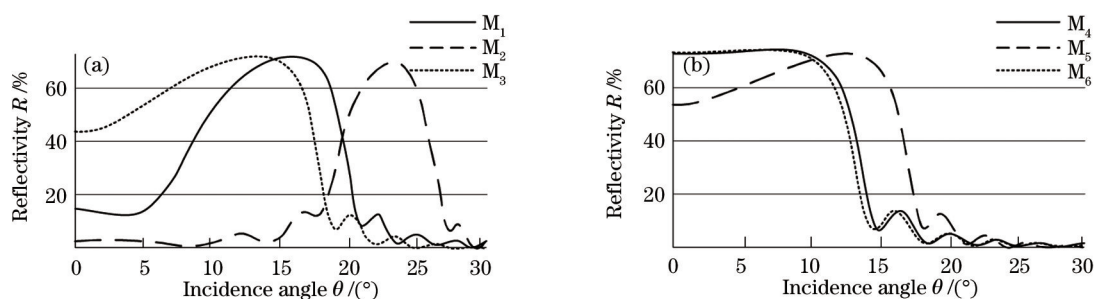 (a)
M1
M2
M3
Reflectivity R /%
60
40
20
0 5 10 15 20 25 30
Incidence angle θ /(°)
(b)
M4
M5
M6
Reflectivity R /%
60
40
20
0 5 10 15 20 25 30
Incidence angle θ /(°)